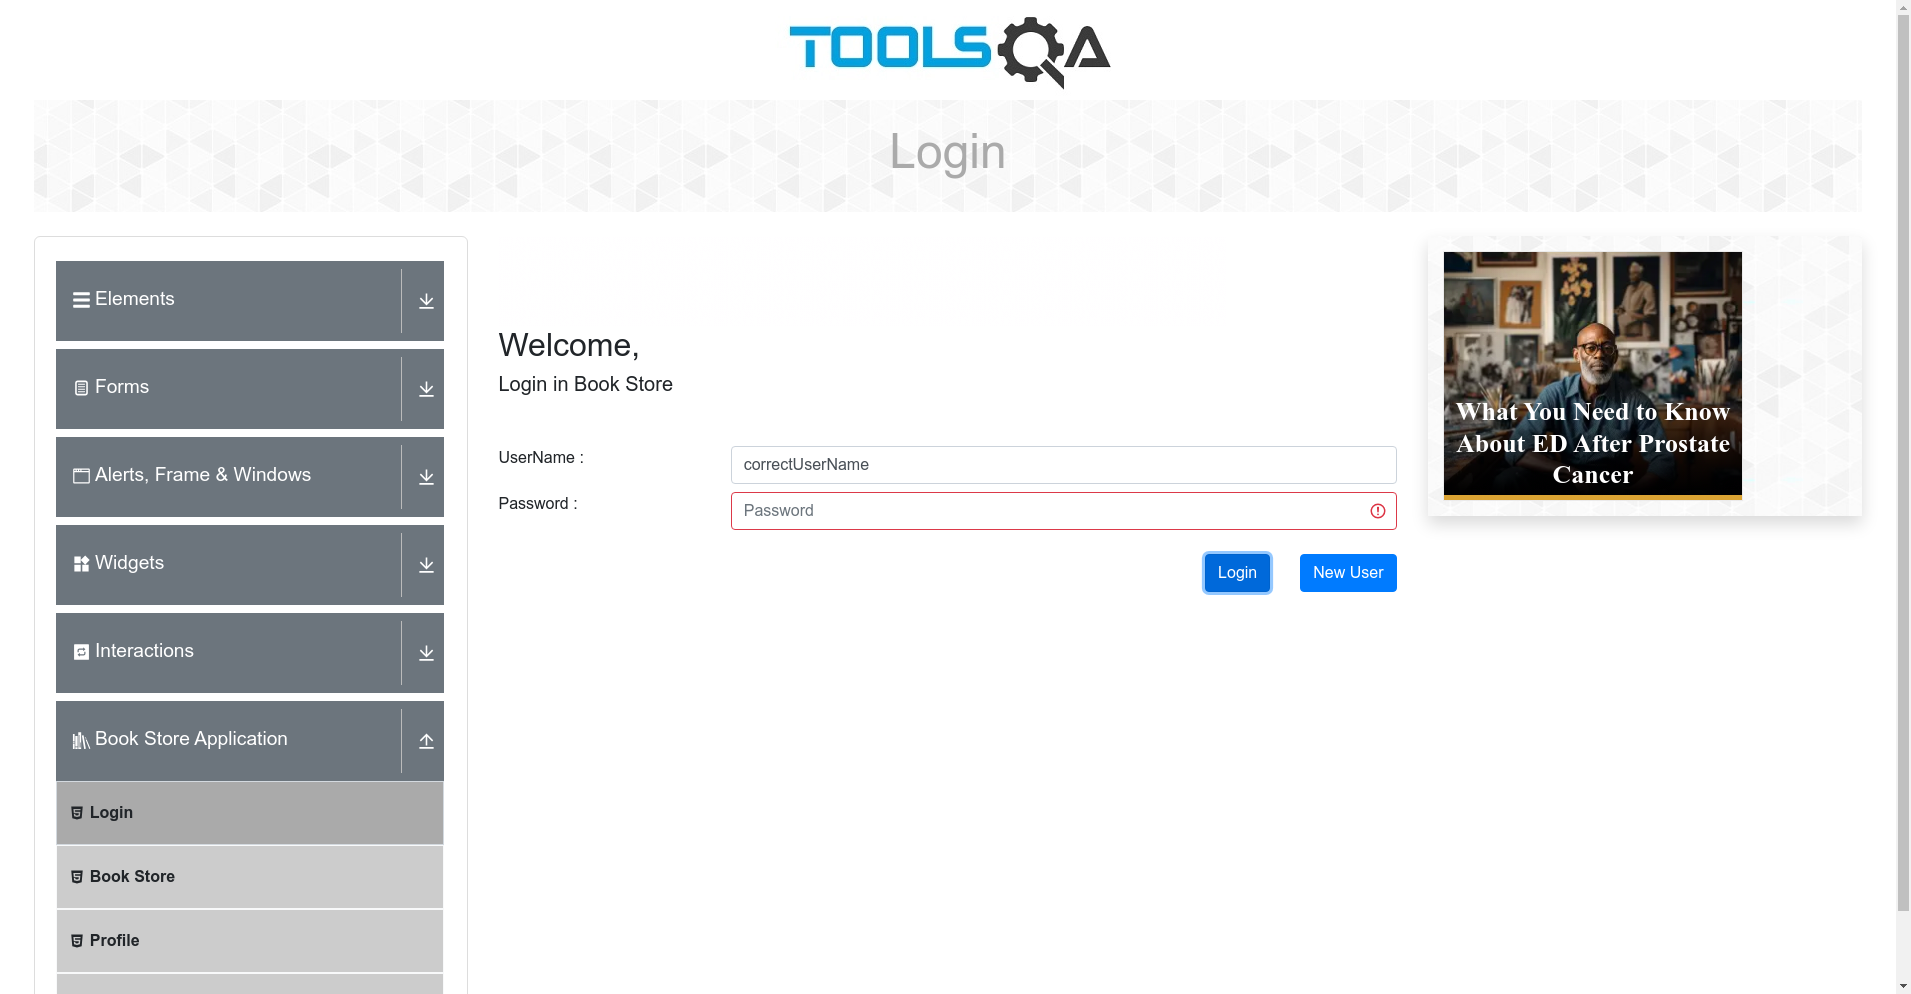 TOOLSQA
Login
Elements
Forms
Alerts, Frame & Windows
Widgets
Interactions
Book Store Application
Login
Book Store
Profile
Welcome,
Login in Book Store
UserName :
correctUserName
Password :
Password
Login
New User
What You Need to Know
About ED After Prostate
Cancer